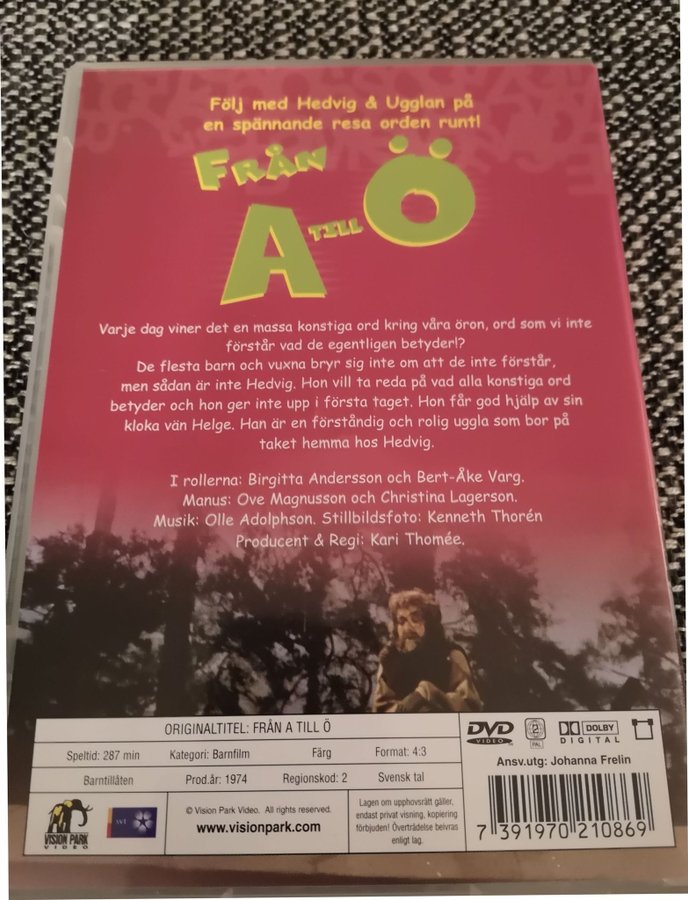 Följ med Hedvig & Ugglan på
en spännande resa orden runt!
FRÅN
A TILL Ö
Varje dag viner det en massa konstiga ord kring våra öron, ord som vi inte
förstår vad de egentligen betyder!?
De flesta barn och vuxna bryr sig inte om att de inte förstår,
men sådan är inte Hedvig. Hon vill ta reda på vad alla konstiga ord
betyder och hon ger inte upp i första taget. Hon får god hjälp av sin
kloka vän Helge. Han är en förståndig och rolig uggla som bor på
taket hemma hos Hedvig.
I rollerna: Birgitta Andersson och Bert-Åke Varg.
Manus: Ove Magnusson och Christina Lagerson.
Musik: Olle Adolphson. Stillbildsfoto: Kenneth Thorén
Producent & Regi: Kari Thomée.
ORIGINALTITEL: FRÅN A TILL Ö
Speltid: 287 min Kategori: Barnfilm Färg Format: 4:3
Barntillåten Prod.år: 1974 Regionskod: 2 Svensk tal
DVD VIDEO 2 PAL DOLBY DIGITAL
Ansv.utg: Johanna Frelin
VISION PARK VIDEO
SVT
© Vision Park Video. All rights reserved.
www.visionpark.com
Lagen om upphovsrätt gäller,
endast privat visning, kopiering
förbjuden! Överträdelse beivras
enligt lag.
7 391970 210869